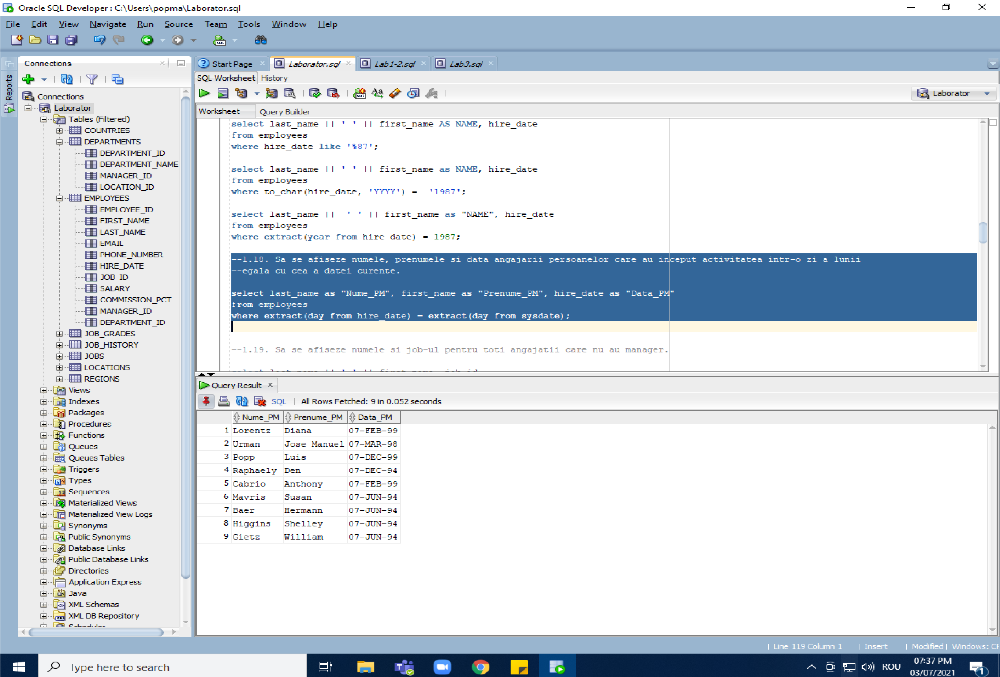 Oracle SQL Developer : C:\Users\popma\Laborator.sql
File Edit View Navigate Run Source Team Tools Window Help
Reports
Connections
Connections
Laborator
Tables (Filtered)
COUNTRIES
DEPARTMENTS
DEPARTMENT_ID
DEPARTMENT_NAME
MANAGER_ID
LOCATION_ID
EMPLOYEES
EMPLOYEE_ID
FIRST_NAME
LAST_NAME
EMAIL
PHONE_NUMBER
HIRE_DATE
JOB_ID
SALARY
COMMISSION_PCT
MANAGER_ID
DEPARTMENT_ID
JOB_GRADES
JOB_HISTORY
JOBS
LOCATIONS
REGIONS
Views
Indexes
Packages
Procedures
Functions
Queues
Queues Tables
Triggers
Types
Sequences
Materialized Views
Materialized View Logs
Synonyms
Public Synonyms
Database Links
Public Database Links
Directories
Application Express
Java
XML Schemas
XML DB Repository
Scheduler
Start Page Laborator.sql Lab1-2.sql Lab3.sql
SQL Worksheet History
Laborator
Worksheet Query Builder
select last_name || ' ' || first_name AS NAME, hire_date
from employees
where hire_date like '%87';
select last_name || ' ' || first_name as NAME, hire_date
from employees
where to_char(hire_date, 'YYYY') =  '1987';
select last_name ||  ' ' || first_name as "NAME", hire_date
from employees
where extract(year from hire_date) = 1987;
--1.18. Sa se afiseze numele, prenumele si data angajarii persoanelor care au inceput activitatea intr-o zi a lunii
--egala cu cea a datei curente.
select last_name as "Nume_PM", first_name as "Prenume_PM", hire_date as "Data_PM"
from employees
where extract(day from hire_date) = extract(day from sysdate);
--1.19. Sa se afiseze numele si job-ul pentru toti angajatii care nu au manager.
select last_name || ' ' || first_name, job_id
Query Result
SQL | All Rows Fetched: 9 in 0.052 seconds
Nume_PM Prenume_PM Data_PM
1 Lorentz Diana 07-FEB-99
2 Urman Jose Manuel 07-MAR-98
3 Popp Luis 07-DEC-99
4 Raphaely Den 07-DEC-94
5 Cabrio Anthony 07-FEB-99
6 Mavris Susan 07-JUN-94
7 Baer Hermann 07-JUN-94
8 Higgins Shelley 07-JUN-94
9 Gietz William 07-JUN-94
| Line 119 Column 1 | Insert | Modified | Windows: C
Type here to search
ROU
07:37 PM
03/07/2021
1